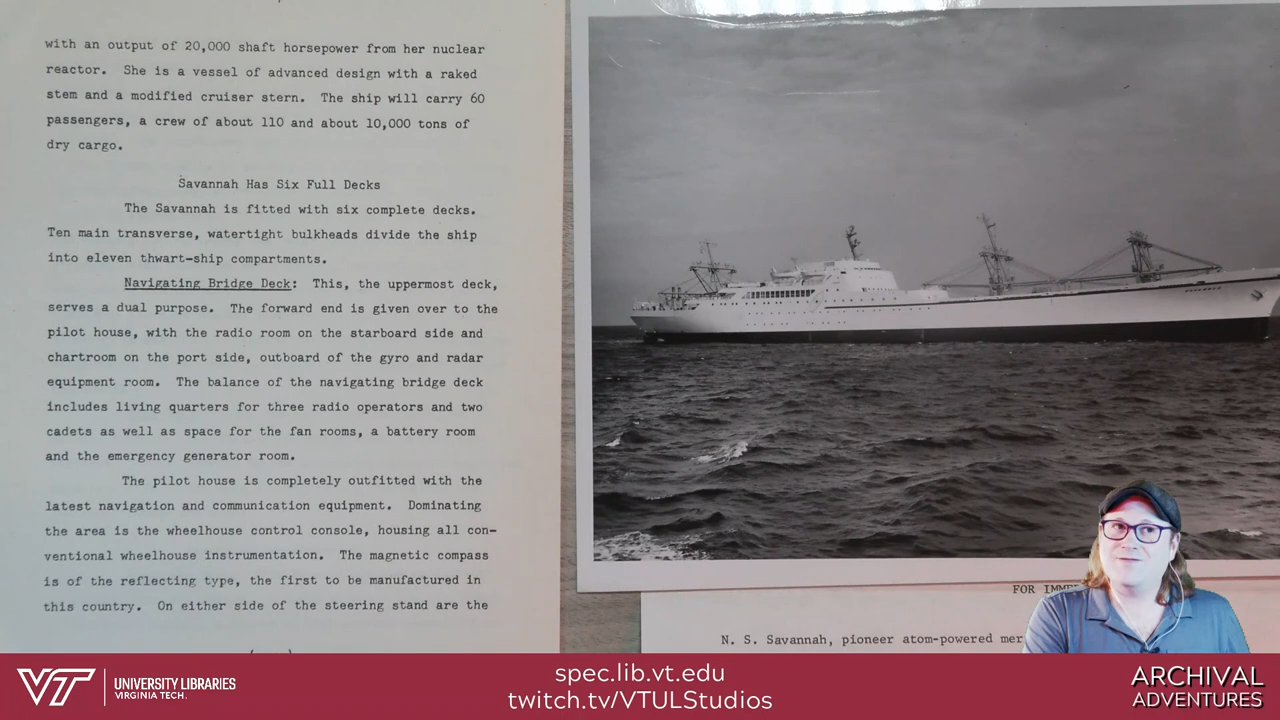 with an output of 20,000 shaft horsepower from her nuclear
reactor. She is a vessel of advanced design with a raked
stem and a modified cruiser stern. The ship will carry 60
passengers, a crew of about 110 and about 10,000 tons of
dry cargo.
Savannah Has Six Full Decks
The Savannah is fitted with six complete decks.
Ten main transverse, watertight bulkheads divide the ship
into eleven thwart-ship compartments.
Navigating Bridge Deck: This, the uppermost deck,
serves a dual purpose. The forward end is given over to the
pilot house, with the radio room on the starboard side and
chartroom on the port side, outboard of the gyro and radar
equipment room. The balance of the navigating bridge deck
includes living quarters for three radio operators and two
cadets as well as space for the fan rooms, a battery room
and the emergency generator room.
The pilot house is completely outfitted with the
latest navigation and communication equipment. Dominating
the area is the wheelhouse control console, housing all con-
ventional wheelhouse instrumentation. The magnetic compass
is of the reflecting type, the first to be manufactured in
this country. On either side of the steering stand are the
FOR IMME
N. S. Savannah, pioneer atom-powered mer
VT
UNIVERSITY LIBRARIES
VIRGINIA TECH.
spec.lib.vt.edu
twitch.tv/VTULStudios
ARCHIVAL
ADVENTURES